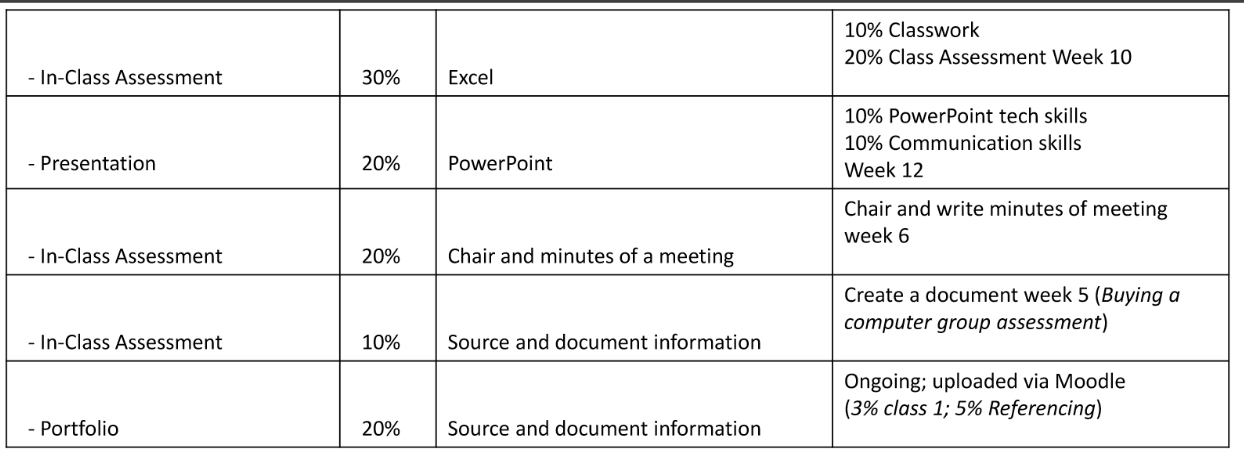 - In-Class Assessment 30% Excel 10% Classwork
20% Class Assessment Week 10
- Presentation 20% PowerPoint 10% PowerPoint tech skills
10% Communication skills
Week 12
- In-Class Assessment 20% Chair and minutes of a meeting Chair and write minutes of meeting
week 6
- In-Class Assessment 10% Source and document information Create a document week 5 (Buying a
computer group assessment)
- Portfolio 20% Source and document information Ongoing; uploaded via Moodle
(3% class 1; 5% Referencing)